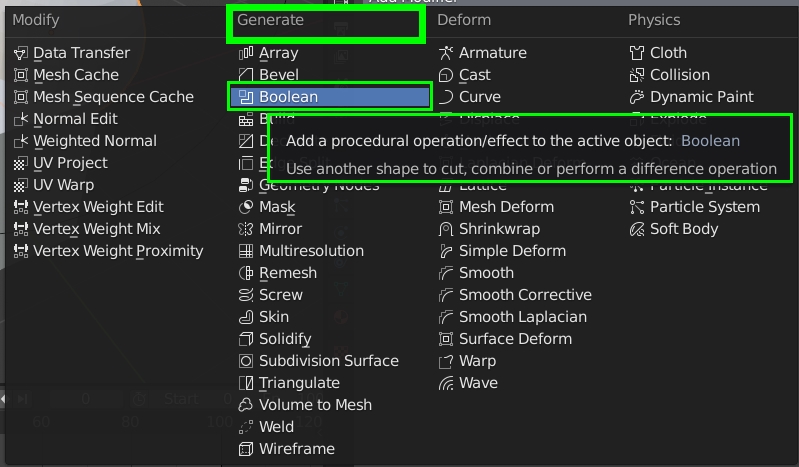 Add Modifier
Modify
Data Transfer
Mesh Cache
Mesh Sequence Cache
Normal Edit
Weighted Normal
UV Project
UV Warp
Vertex Weight Edit
Vertex Weight Mix
Vertex Weight Proximity
Generate
Array
Bevel
Boolean
Build
Add a procedural operation/effect to the active object: Boolean
Use another shape to cut, combine or perform a difference operation
Geometry Nodes
Mask
Mirror
Multiresolution
Remesh
Screw
Skin
Solidify
Subdivision Surface
Triangulate
Volume to Mesh
Weld
Wireframe
Deform
Armature
Cast
Curve
Displace
Lattice
Mesh Deform
Shrinkwrap
Simple Deform
Smooth
Smooth Corrective
Smooth Laplacian
Surface Deform
Warp
Wave
Physics
Cloth
Collision
Dynamic Paint
Explode
Particle Instance
Particle System
Soft Body
0
Start
60
80
120